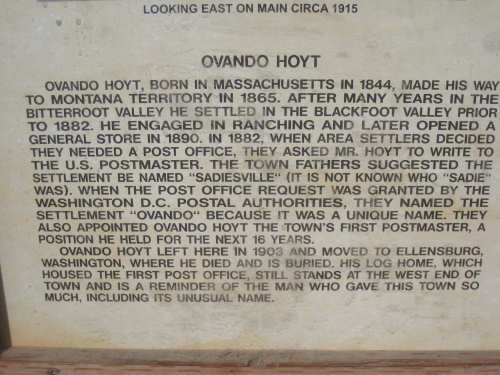 LOOKING EAST ON MAIN CIRCA 1915
OVANDO HOYT
OVANDO HOYT, BORN IN MASSACHUSETTS IN 1844, MADE HIS WAY
TO MONTANA TERRITORY IN 1865. AFTER MANY YEARS IN THE
BITTERROOT VALLEY HE SETTLED IN THE BLACKFOOT VALLEY PRIOR
TO 1882. HE ENGAGED IN RANCHING AND LATER OPENED A
GENERAL STORE IN 1890. IN 1882, WHEN AREA SETTLERS DECIDED
THEY NEEDED A POST OFFICE, THEY ASKED MR. HOYT TO WRITE TO
THE U.S. POSTMASTER. THE TOWN FATHERS SUGGESTED THE
SETTLEMENT BE NAMED "SADIESVILLE" (IT IS NOT KNOWN WHO "SADIE"
WAS). WHEN THE POST OFFICE REQUEST WAS GRANTED BY THE
WASHINGTON D.C. POSTAL AUTHORITIES, THEY NAMED THE
SETTLEMENT "OVANDO" BECAUSE IT WAS A UNIQUE NAME. THEY
ALSO APPOINTED OVANDO HOYT THE TOWN'S FIRST POSTMASTER, A
POSITION HE HELD FOR THE NEXT 16 YEARS.
OVANDO HOYT LEFT HERE IN 1903 AND MOVED TO ELLENSBURG,
WASHINGTON, WHERE HE DIED AND IS BURIED. HIS LOG HOME, WHICH
HOUSED THE FIRST POST OFFICE, STILL STANDS AT THE WEST END OF
TOWN AND IS A REMINDER OF THE MAN WHO GAVE THIS TOWN SO
MUCH, INCLUDING ITS UNUSUAL NAME.